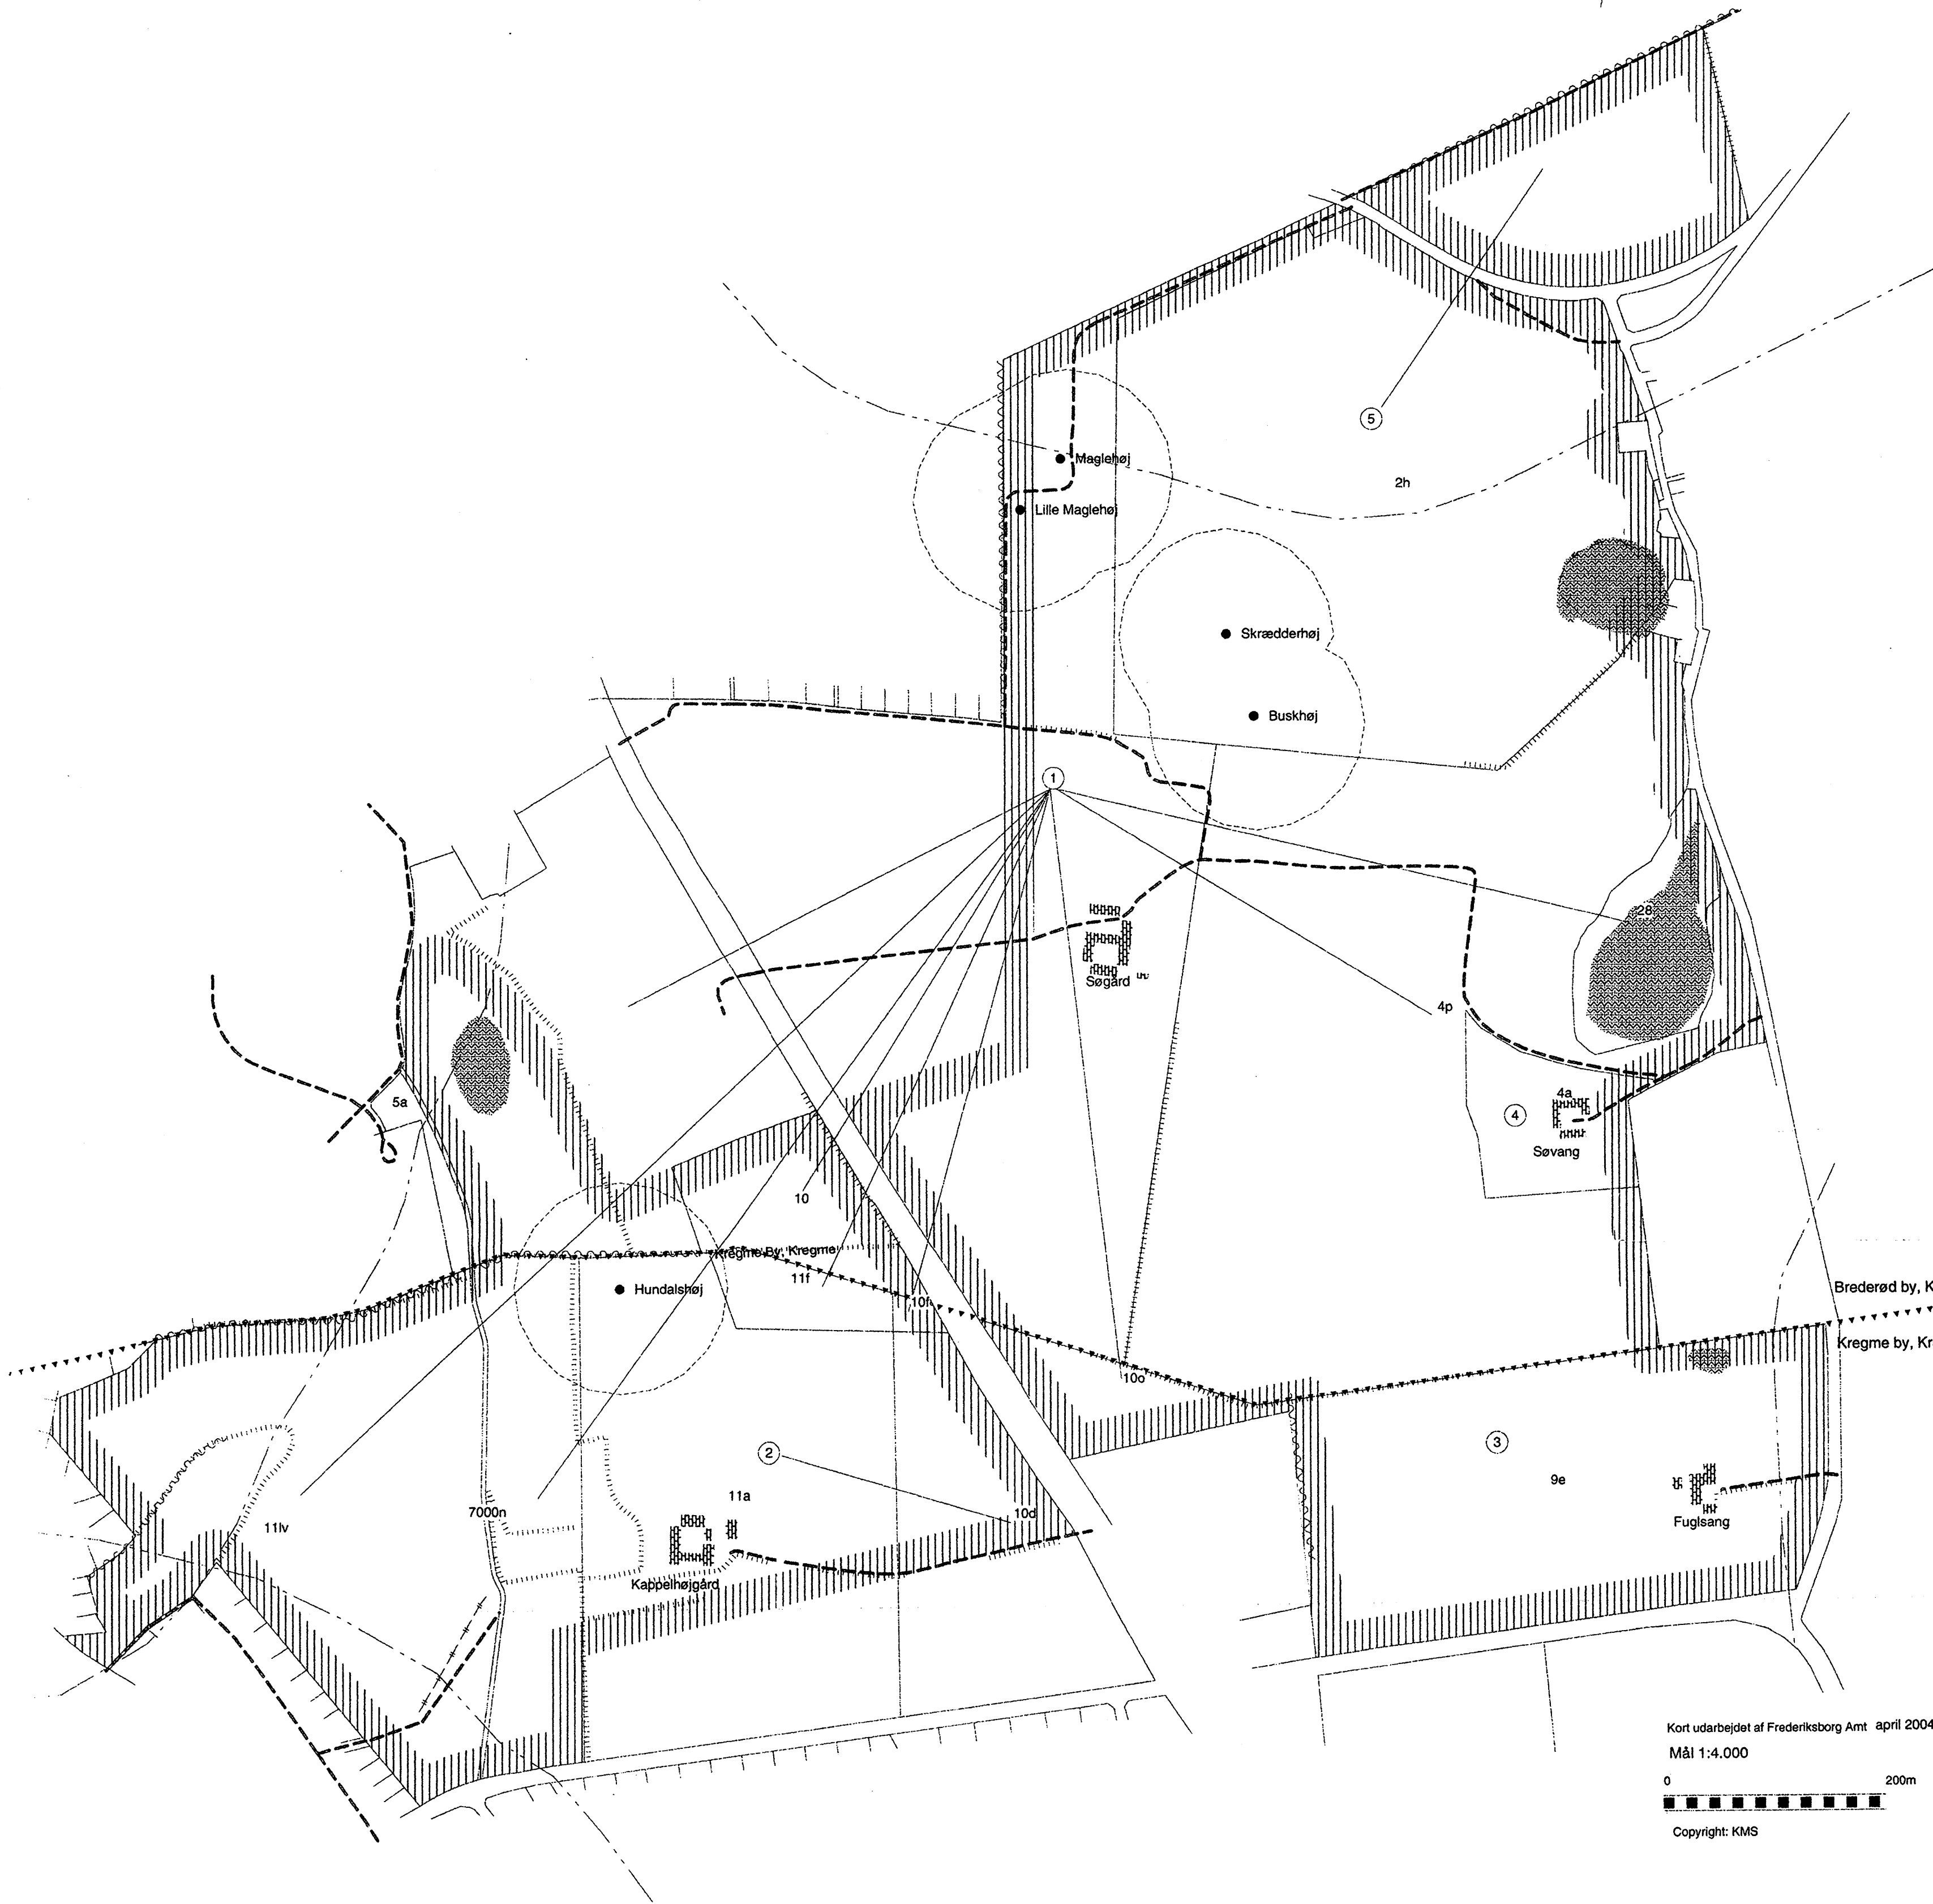 5
Maglehøj
2h
Lille Maglehøj
Skrædderhøj
Buskhøj
1
28
Søgård
4p
5a
4a
4
Søvang
10
Kregme By, Kregme
11f
Hundalshøj
10f
Brederød by, K
Kregme by, Kr
10o
3
2
9e
11a
7000n
10d
11lv
Fuglsang
Kappelhøjgård
Kort udarbejdet af Frederiksborg Amt april 2004
Mål 1:4.000
0 200m
Copyright: KMS